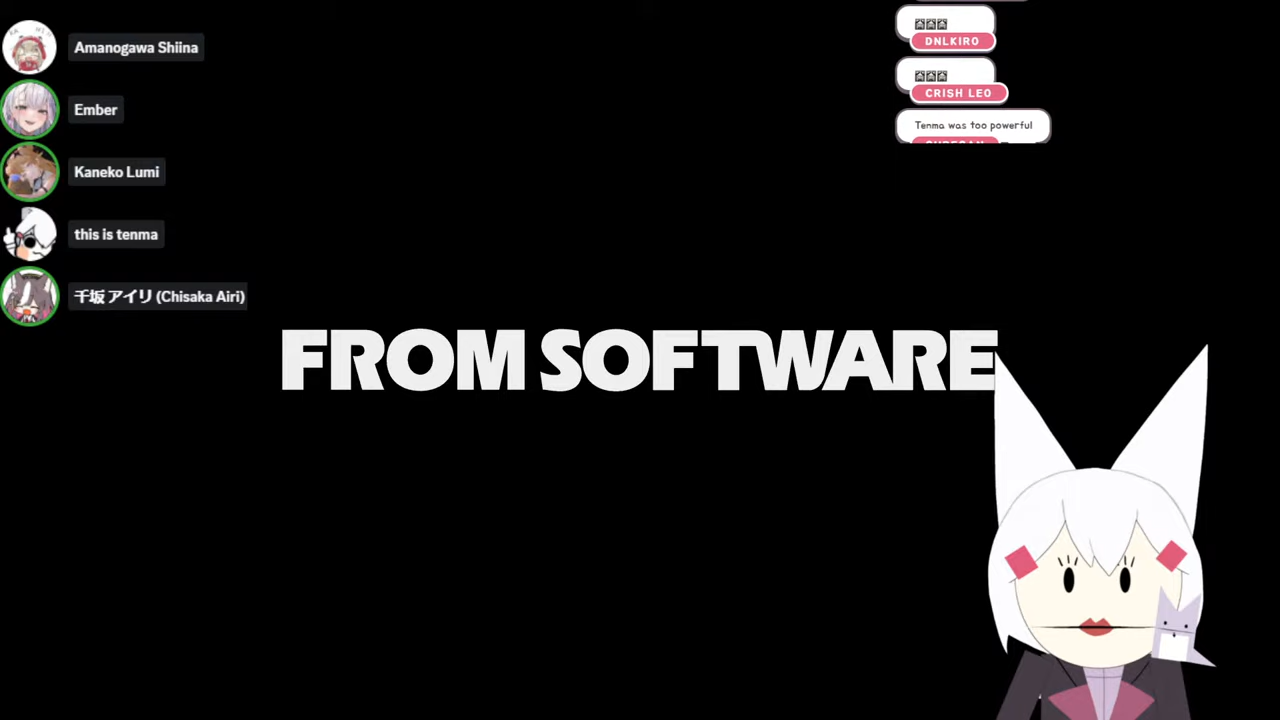 Amanogawa Shiina
Ember
Kaneko Lumi
this is tenma
千坂 アイリ (Chisaka Airi)
DNLKIRO
CRISH LEO
Tenma was too powerful
FROM SOFTWARE